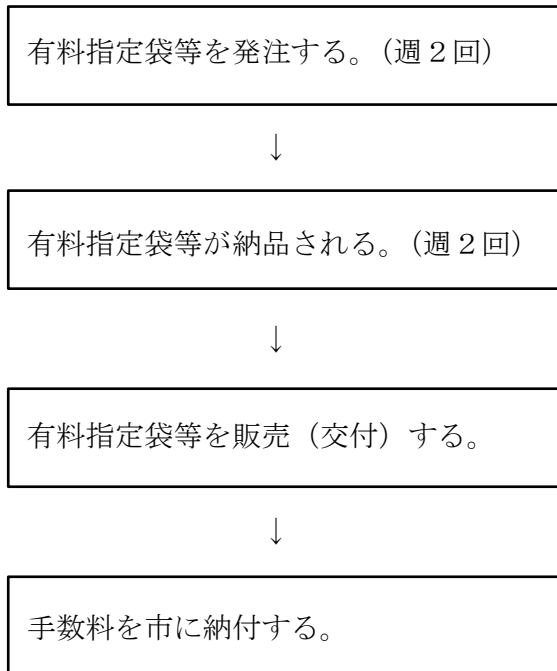 有料指定袋等を発注する。（週２回）
↓
有料指定袋等が納品される。（週２回）
↓
有料指定袋等を販売（交付）する。
↓
手数料を市に納付する。